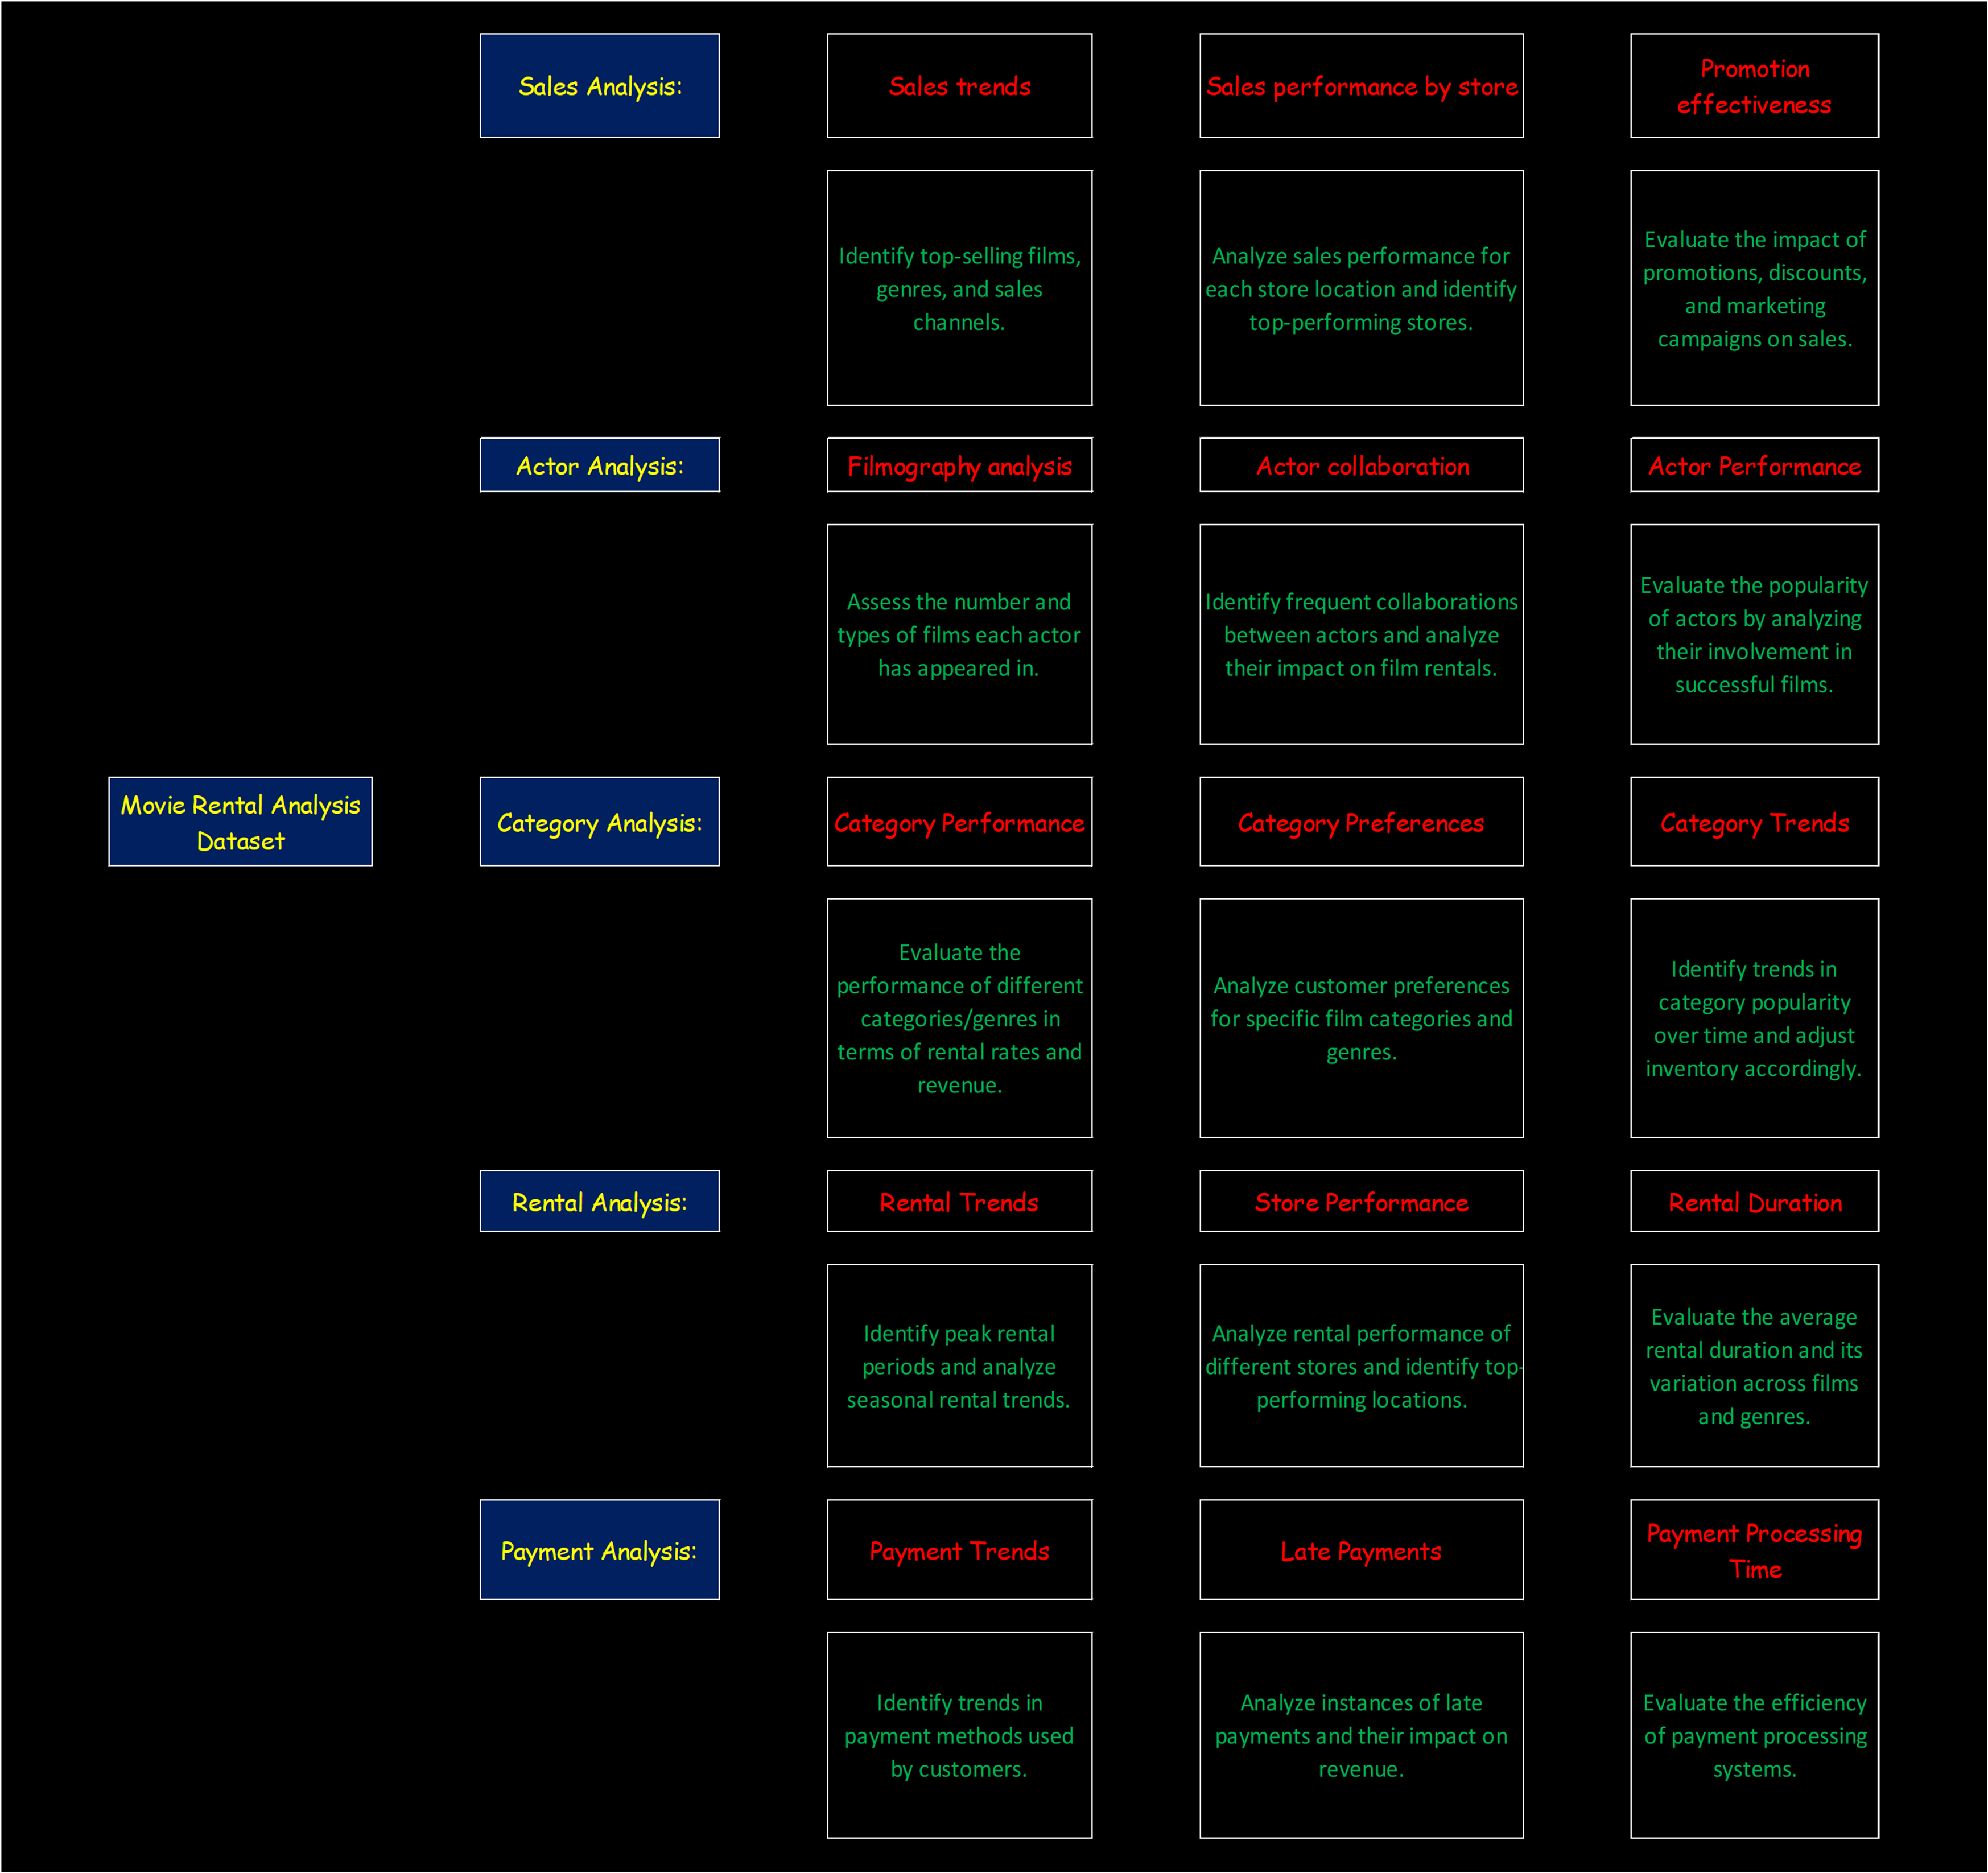 Sales Analysis:
Sales trends
Sales performance by store
Promotion
effectiveness
Identify top-selling films,
genres, and sales
channels.
Analyze sales performance for
each store location and identify
top-performing stores.
Evaluate the impact of
promotions, discounts,
and marketing
campaigns on sales.
Actor Analysis:
Filmography analysis
Actor collaboration
Actor Performance
Assess the number and
types of films each actor
has appeared in.
Identify frequent collaborations
between actors and analyze
their impact on film rentals.
Evaluate the popularity
of actors by analyzing
their involvement in
successful films.
Movie Rental Analysis
Dataset
Category Analysis:
Category Performance
Category Preferences
Category Trends
Evaluate the
performance of different
categories/genres in
terms of rental rates and
revenue.
Analyze customer preferences
for specific film categories and
genres.
Identify trends in
category popularity
over time and adjust
inventory accordingly.
Rental Analysis:
Rental Trends
Store Performance
Rental Duration
Identify peak rental
periods and analyze
seasonal rental trends.
Analyze rental performance of
different stores and identify top-
performing locations.
Evaluate the average
rental duration and its
variation across films
and genres.
Payment Analysis:
Payment Trends
Late Payments
Payment Processing
Time
Identify trends in
payment methods used
by customers.
Analyze instances of late
payments and their impact on
revenue.
Evaluate the efficiency
of payment processing
systems.